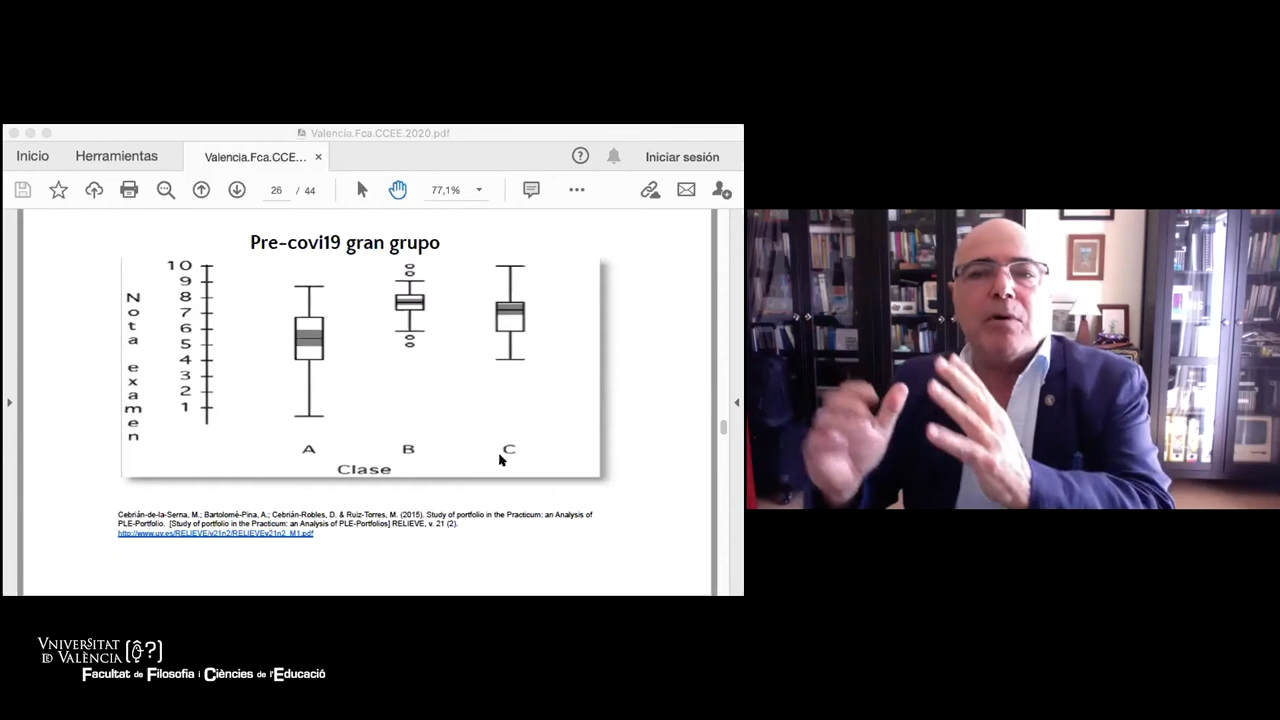 Valencia.Fca.CCEE.2020.pdf
Inicio
Herramientas
Valencia.Fca.CCE... ×
Iniciar sesión
26 / 44
77,1%
Pre-covi19 gran grupo
Nota examen
10
9
8
7
6
5
4
3
2
1
A B C
Clase
Cebrián-de-la-Serna, M.; Bartolomé-Pina, A.; Cebrián-Robles, D. & Ruiz-Torres, M. (2015). Study of portfolio in the Practicum: an Analysis of
PLE-Portfolio. [Study of portfolio in the Practicum: an Analysis of PLE-Portfolios] RELIEVE, v. 21 (2).
http://www.uv.es/RELIEVE/v21n2/RELIEVEv21n2_M1.pdf
VNIVERSITAT
DE VALÈNCIA
Facultat de Filosofia i Ciències de l'Educació